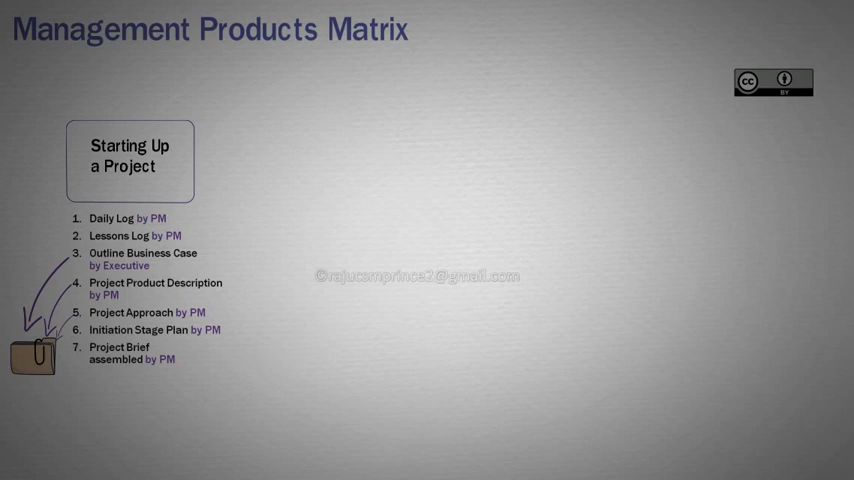 Management Products Matrix
CC
BY
Starting Up
a Project
1. Daily Log by PM
2. Lessons Log by PM
3. Outline Business Case
by Executive
4. Project Product Description
by PM
5. Project Approach by PM
6. Initiation Stage Plan by PM
7. Project Brief
assembled by PM
©rajucsmprince2@gmail.com